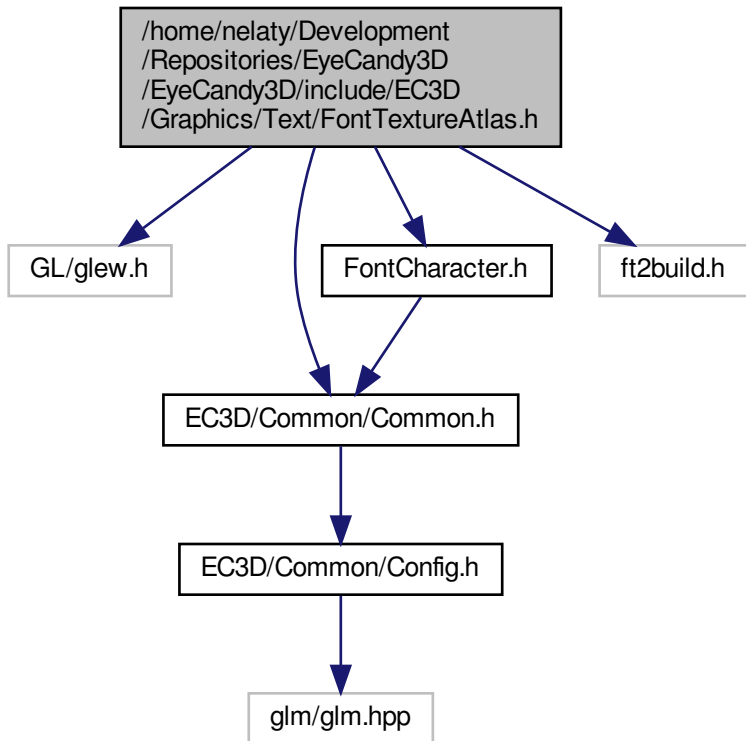 /home/nelaty/Development
/Repositories/EyeCandy3D
/EyeCandy3D/include/EC3D
/Graphics/Text/FontTextureAtlas.h
GL/glew.h
FontCharacter.h
ft2build.h
EC3D/Common/Common.h
EC3D/Common/Config.h
glm/glm.hpp